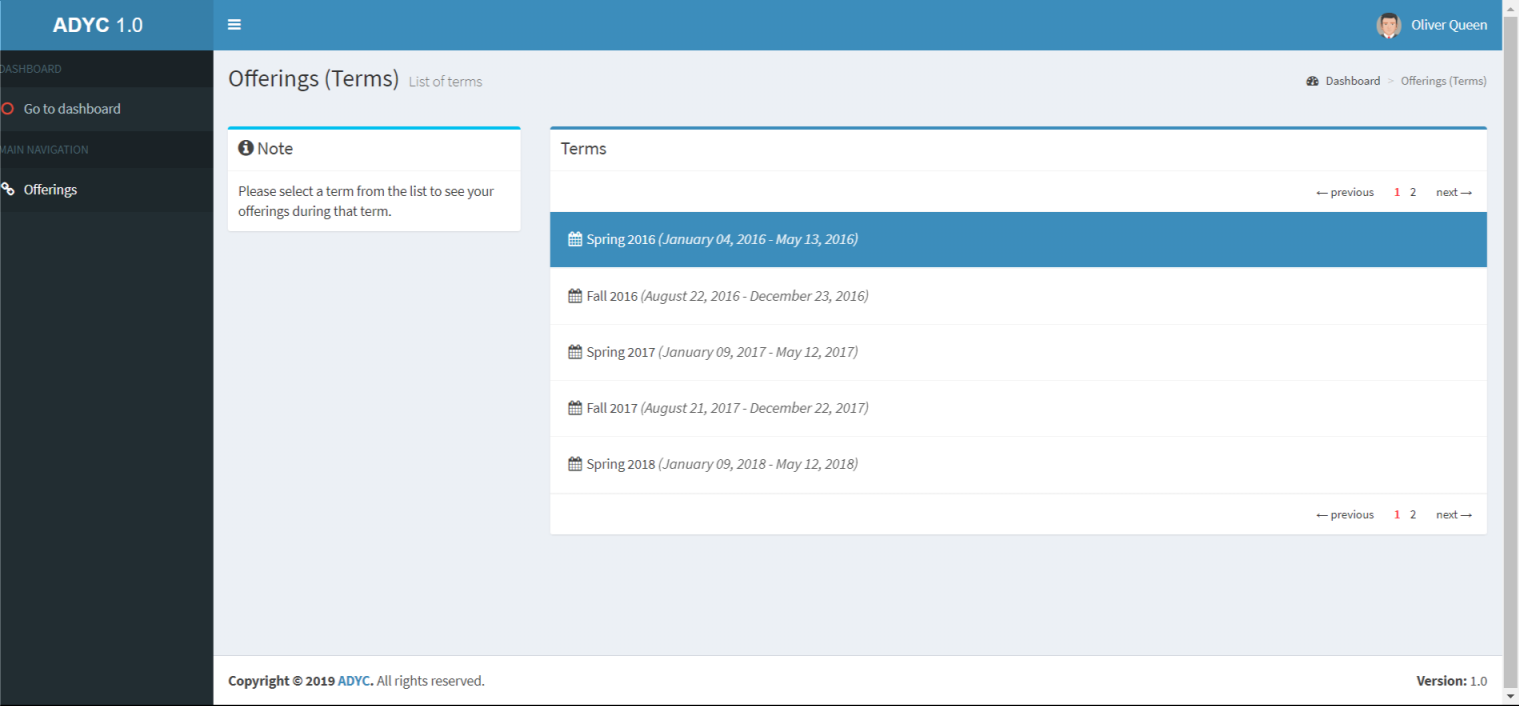 ADYC 1.0
Oliver Queen
DASHBOARD
Go to dashboard
MAIN NAVIGATION
Offerings
Offerings (Terms) List of terms
Dashboard > Offerings (Terms)
Note
Please select a term from the list to see your
offerings during that term.
Terms
← previous 1 2 next →
Spring 2016 (January 04, 2016 - May 13, 2016)
Fall 2016 (August 22, 2016 - December 23, 2016)
Spring 2017 (January 09, 2017 - May 12, 2017)
Fall 2017 (August 21, 2017 - December 22, 2017)
Spring 2018 (January 09, 2018 - May 12, 2018)
← previous 1 2 next →
Copyright © 2019 ADYC. All rights reserved.
Version: 1.0